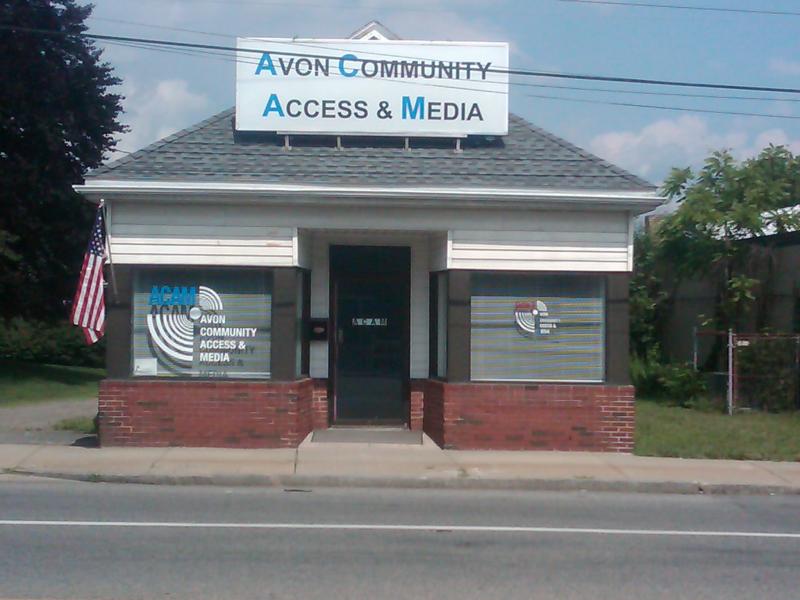 AVON COMMUNITY
ACCESS & MEDIA
ACAM
AVON
COMMUNITY
ACCESS &
MEDIA
ACAM